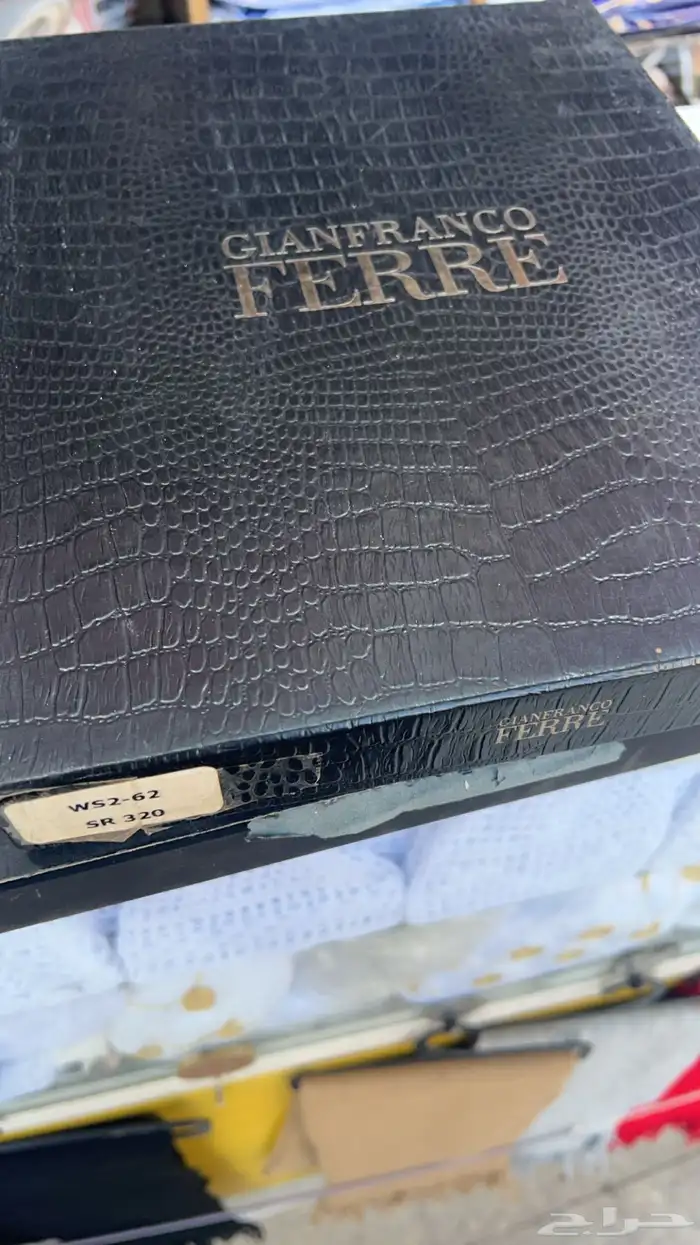 GIANFRANCO
FERRE
GIANFRANCO
FERRE
WS2-62
SR 320
حراج